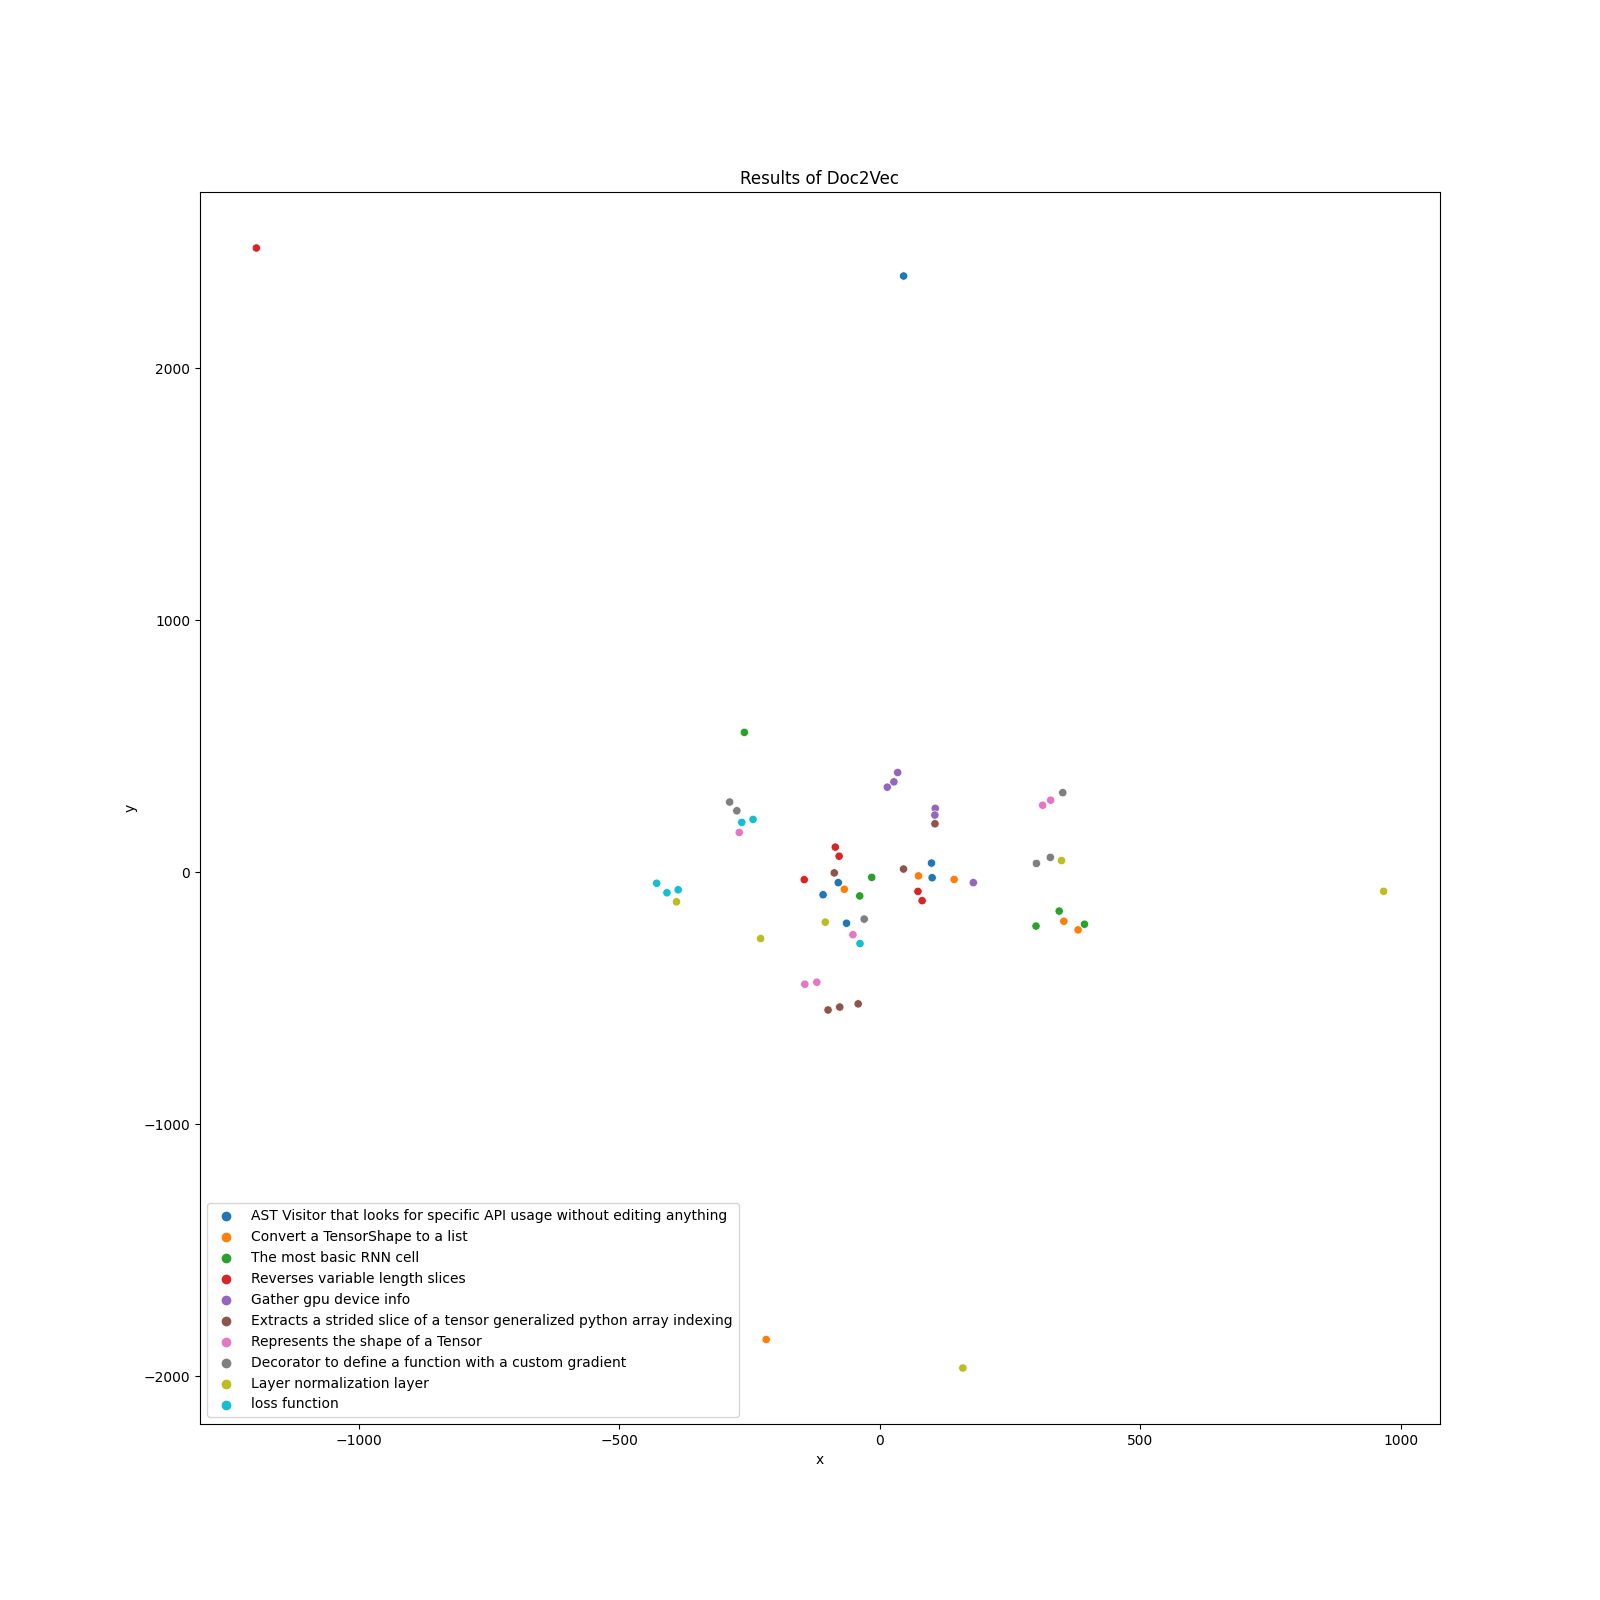 Results of Doc2Vec
2000
1000
0
−1000
−2000
y
AST Visitor that looks for specific API usage without editing anything
Convert a TensorShape to a list
The most basic RNN cell
Reverses variable length slices
Gather gpu device info
Extracts a strided slice of a tensor generalized python array indexing
Represents the shape of a Tensor
Decorator to define a function with a custom gradient
Layer normalization layer
loss function
−1000 −500 0 500 1000
x